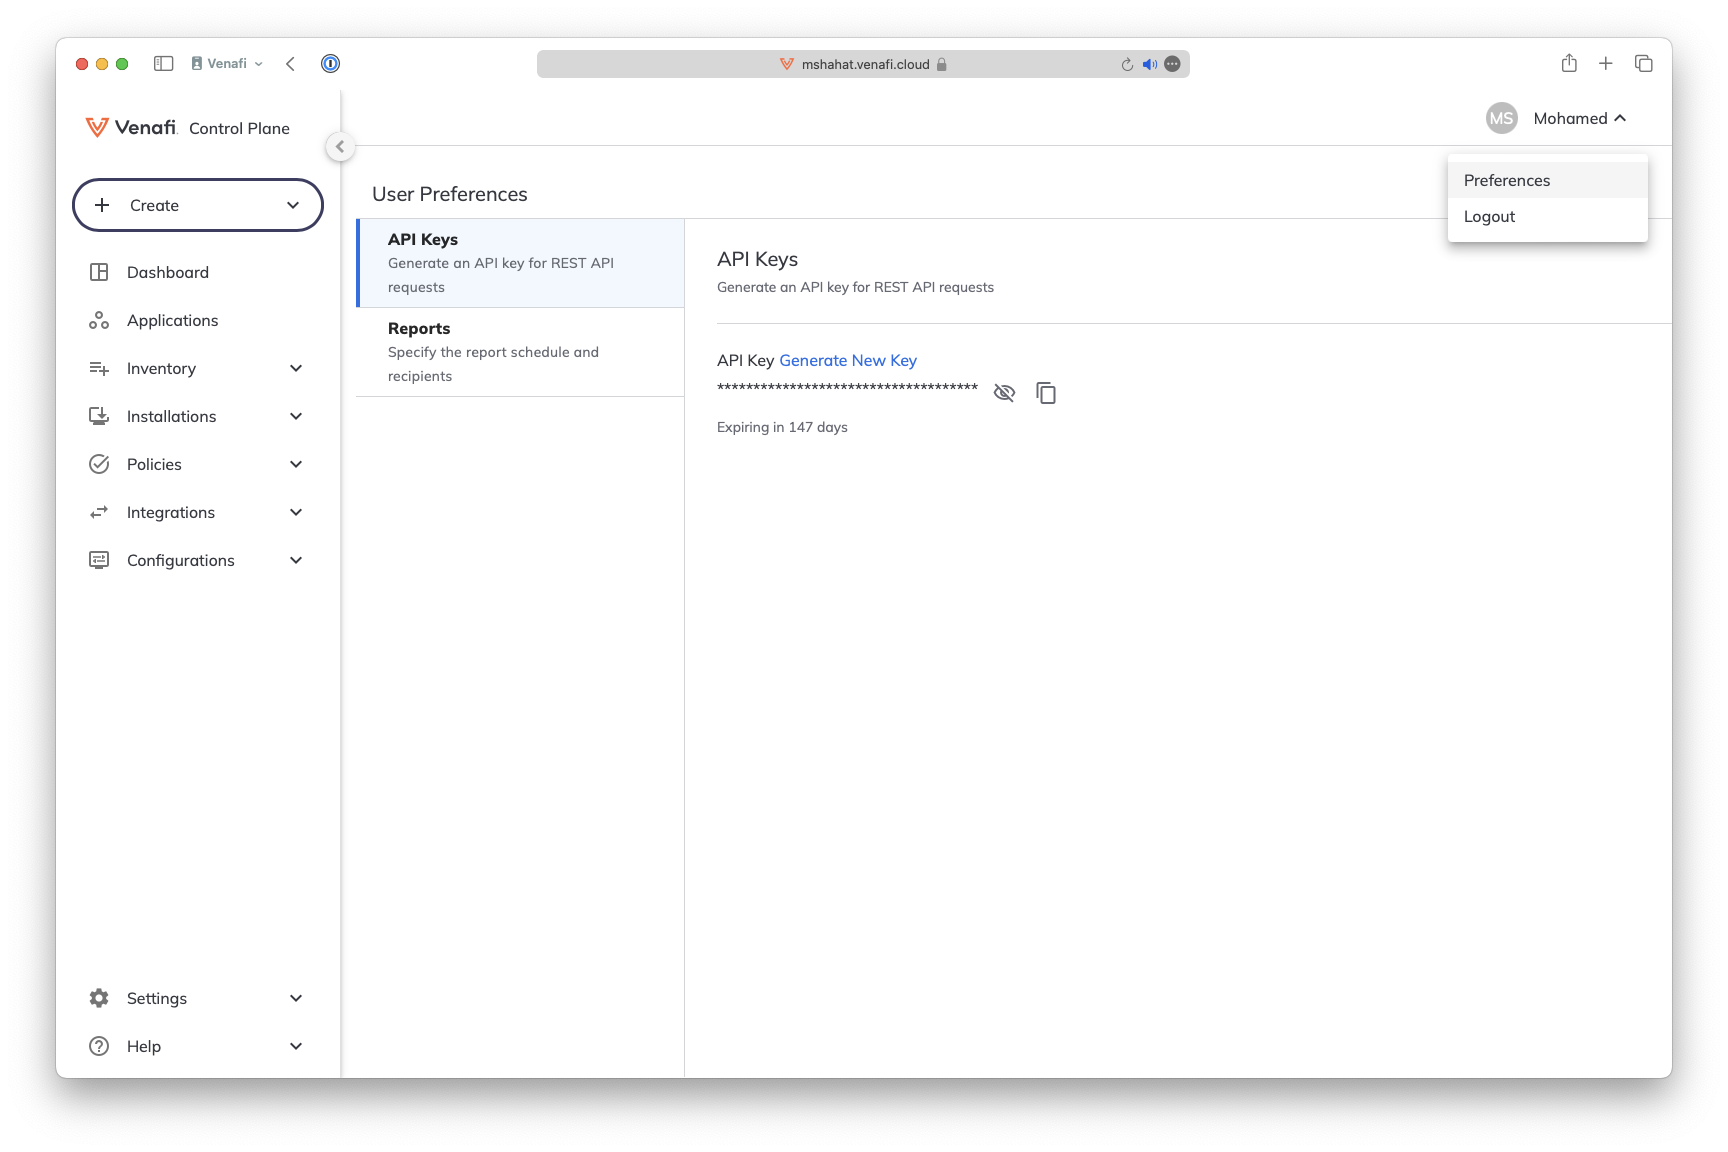 Venafi
mshahat.venafi.cloud
Venafi Control Plane
MS Mohamed
Create
Dashboard
Applications
Inventory
Installations
Policies
Integrations
Configurations
Settings
Help
User Preferences
API Keys
Generate an API key for REST API
requests
Reports
Specify the report schedule and
recipients
API Keys
Generate an API key for REST API requests
API Key Generate New Key
************************************
Expiring in 147 days
Preferences
Logout